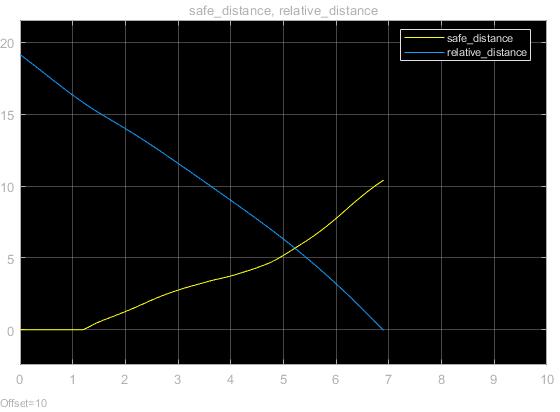 safe_distance, relative_distance
safe_distance
relative_distance
20
15
10
5
0
0 1 2 3 4 5 6 7 8 9 10
Offset=10